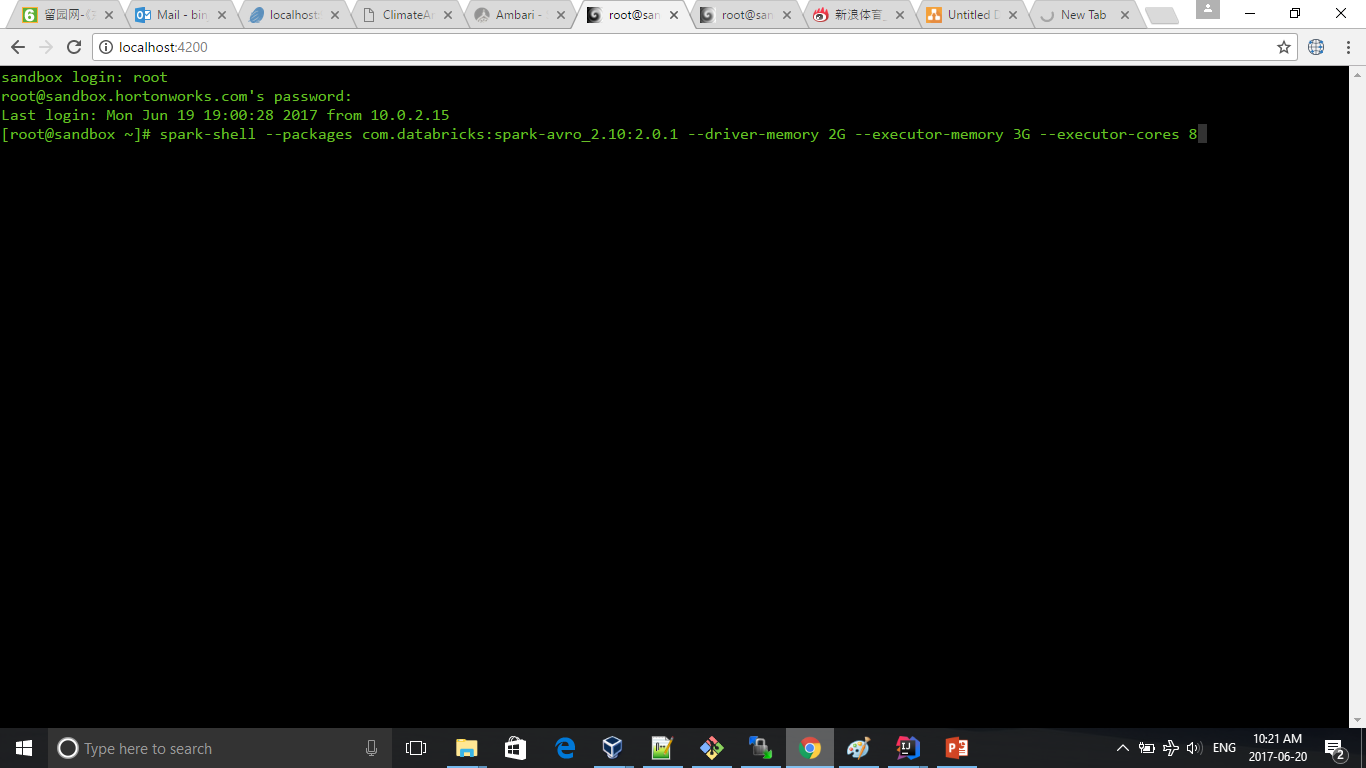 留园网-6
Mail - bin
localhost:
ClimateAr
Ambari -
root@san
root@san
新浪体育_
Untitled D
New Tab
localhost:4200
sandbox login: root
root@sandbox.hortonworks.com's password:
Last login: Mon Jun 19 19:00:28 2017 from 10.0.2.15
[root@sandbox ~]# spark-shell --packages com.databricks:spark-avro_2.10:2.0.1 --driver-memory 2G --executor-memory 3G --executor-cores 8
Type here to search
ENG
10:21 AM
2017-06-20
2